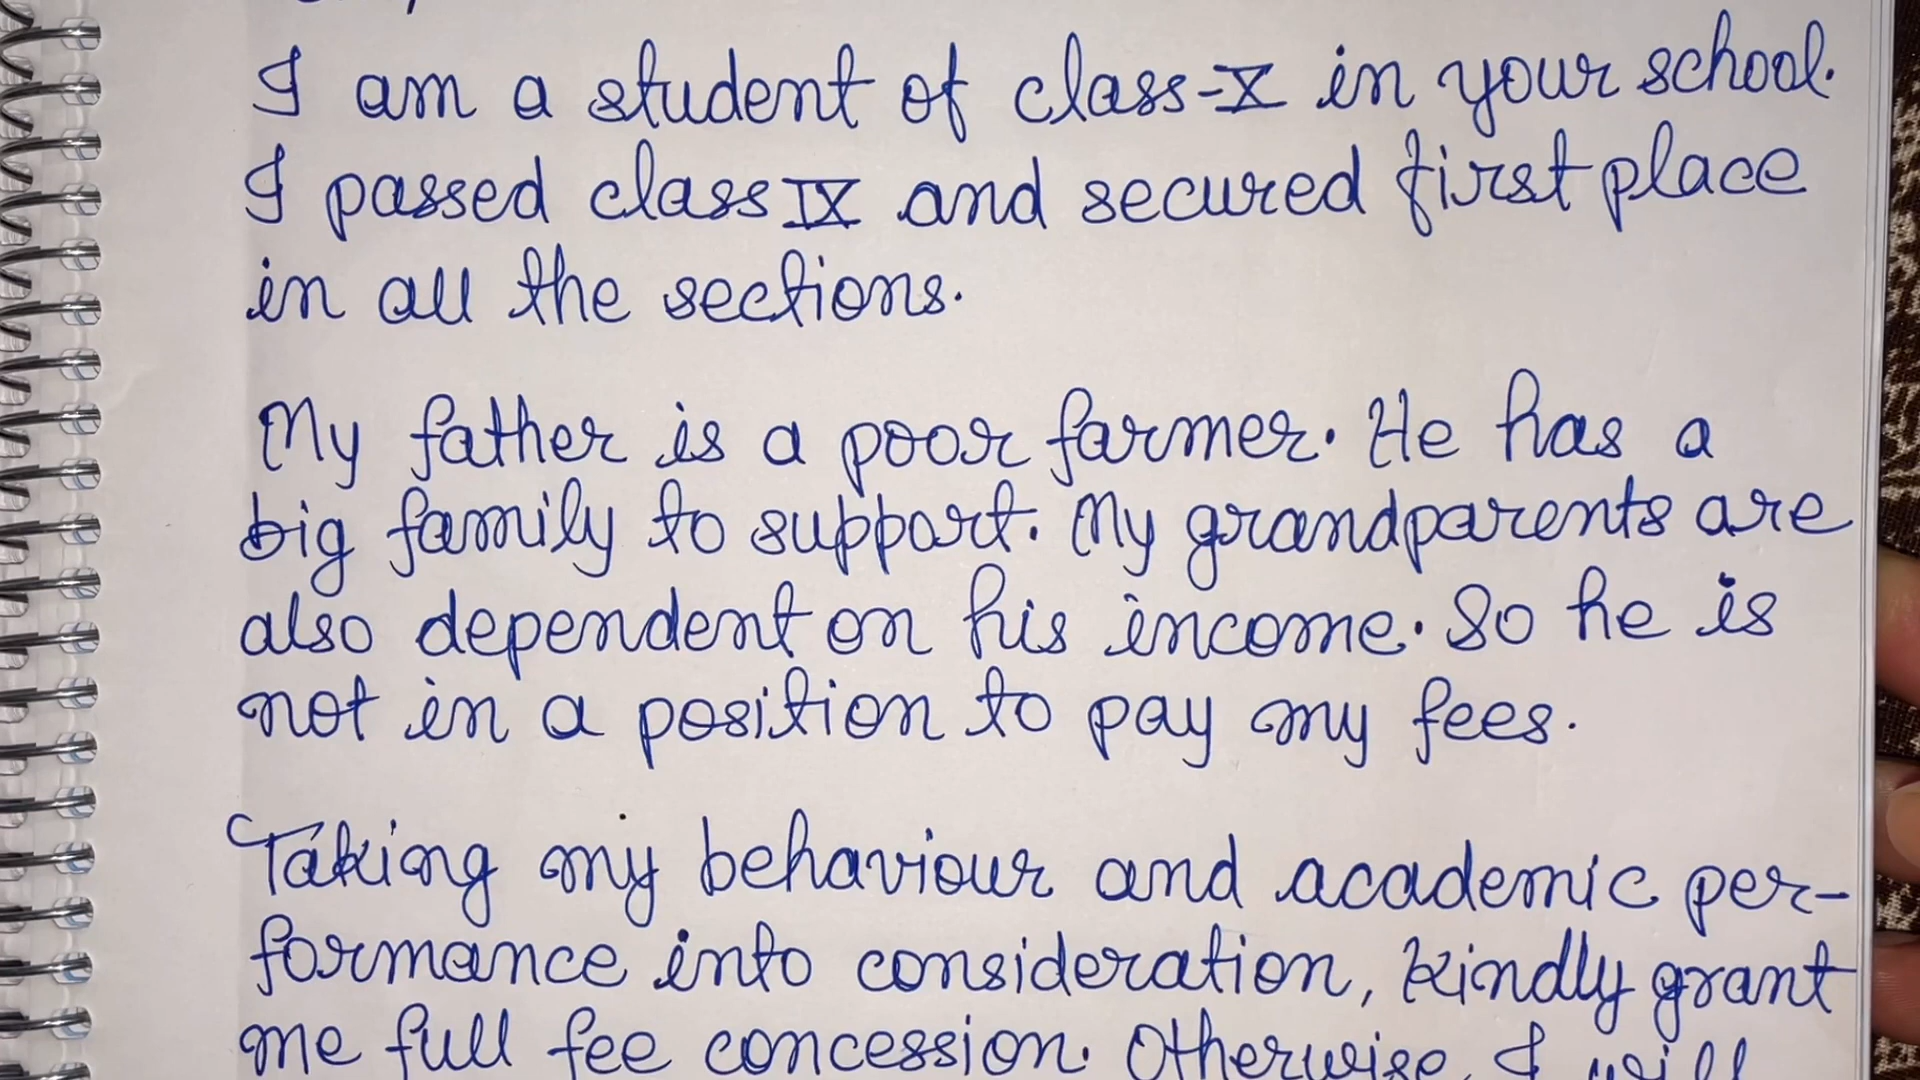 I am a student of class-X in your school.
I passed class IX and secured first place
in all the sections.
My father is a poor farmer. He has a
big family to support. My grandparents are
also dependent on his income. So he is
not in a position to pay my fees.
Taking my behaviour and academic per-
formance into consideration, kindly grant
me full fee concession. Otherwise, I will